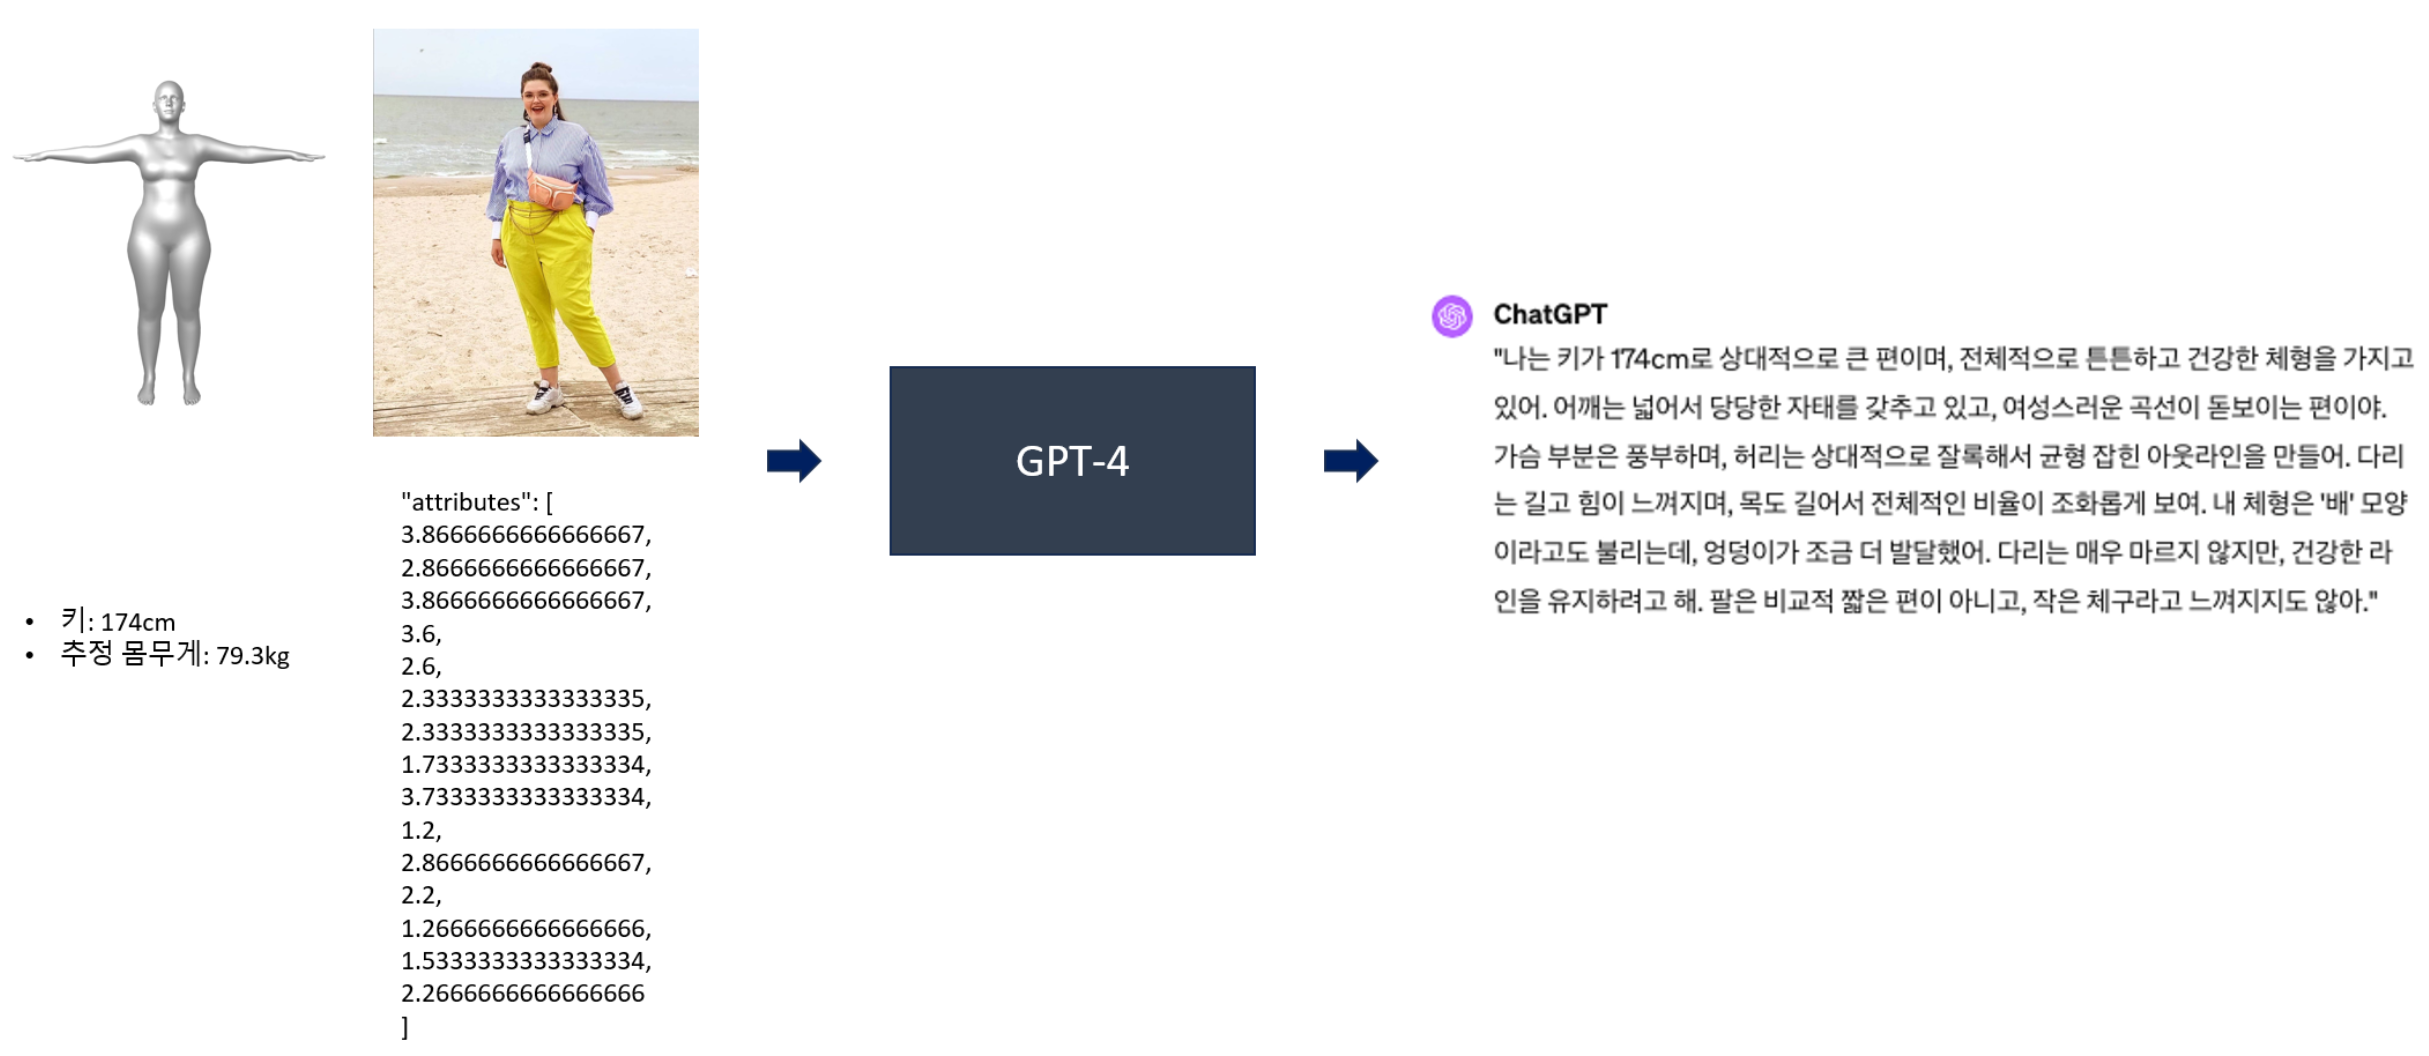 • 키: 174cm
• 추정 몸무게: 79.3kg
"attributes": [
3.8666666666666667,
2.8666666666666667,
3.8666666666666667,
3.6,
2.6,
2.3333333333333335,
2.3333333333333335,
1.7333333333333334,
3.7333333333333334,
1.2,
2.8666666666666667,
2.2,
1.2666666666666666,
1.5333333333333334,
2.2666666666666666
]
GPT-4
ChatGPT
"나는 키가 174cm로 상대적으로 큰 편이며, 전체적으로 튼튼하고 건강한 체형을 가지고
있어. 어깨는 넓어서 당당한 자태를 갖추고 있고, 여성스러운 곡선이 돋보이는 편이야.
가슴 부분은 풍부하며, 허리는 상대적으로 잘록해서 균형 잡힌 아웃라인을 만들어. 다리
는 길고 힘이 느껴지며, 목도 길어서 전체적인 비율이 조화롭게 보여. 내 체형은 '배' 모양
이라고도 불리는데, 엉덩이가 조금 더 발달했어. 다리는 매우 마르지 않지만, 건강한 라
인을 유지하려고 해. 팔은 비교적 짧은 편이 아니고, 작은 체구라고 느껴지지도 않아."